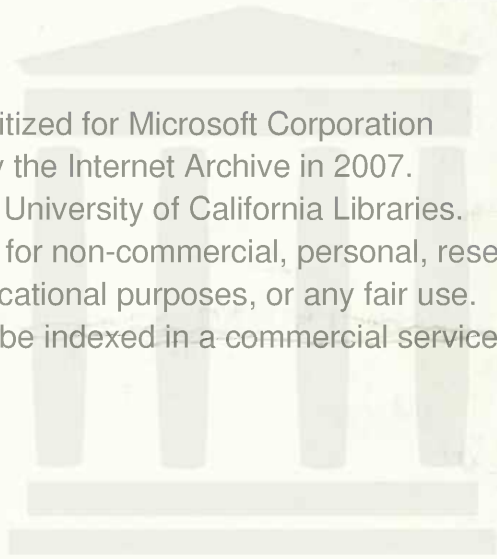 itized for Microsoft Corporation
the Internet Archive in 2007.
University of California Libraries.
for non-commercial, personal, rese
cational purposes, or any fair use.
be indexed in a commercial service